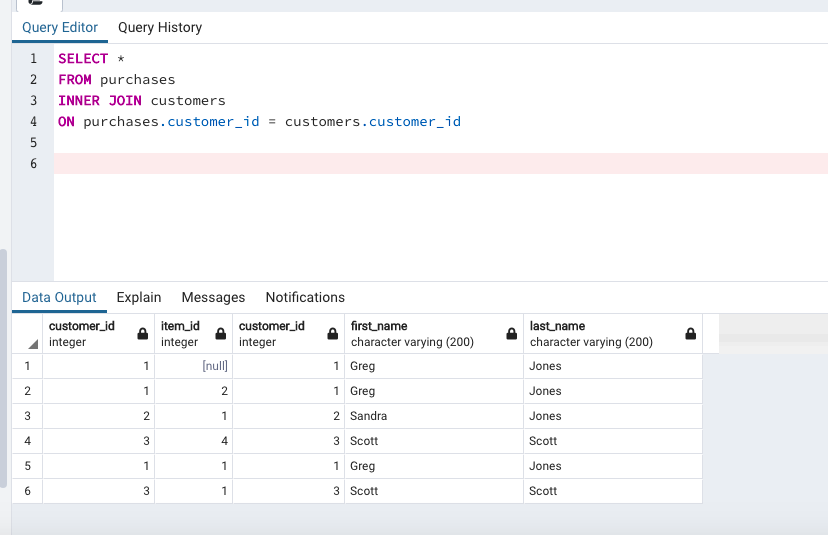 Query Editor Query History
1 SELECT *
2 FROM purchases
3 INNER JOIN customers
4 ON purchases.customer_id = customers.customer_id
5
6
Data Output Explain Messages Notifications
customer_id item_id customer_id first_name last_name
integer integer integer character varying (200) character varying (200)
1 1 [null] 1 Greg Jones
2 1 2 1 Greg Jones
3 2 1 2 Sandra Jones
4 3 4 3 Scott Scott
5 1 1 1 Greg Jones
6 3 1 3 Scott Scott